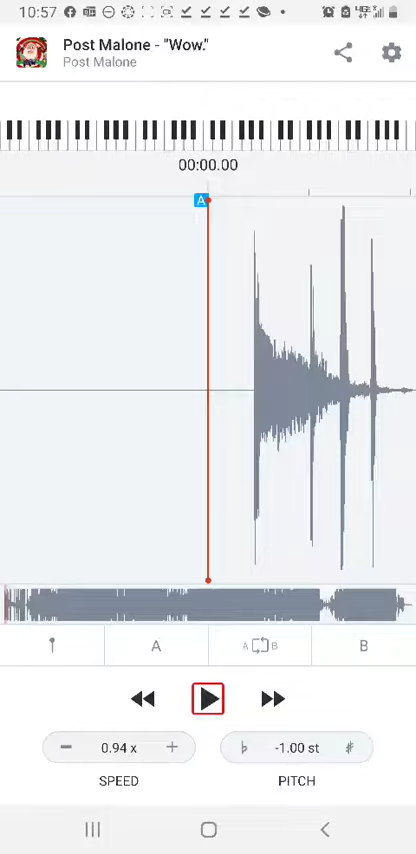 10:57
Post Malone - "Wow."
Post Malone
00:00.00
A
A
A B
B
0.94 x
-1.00 st
SPEED
PITCH